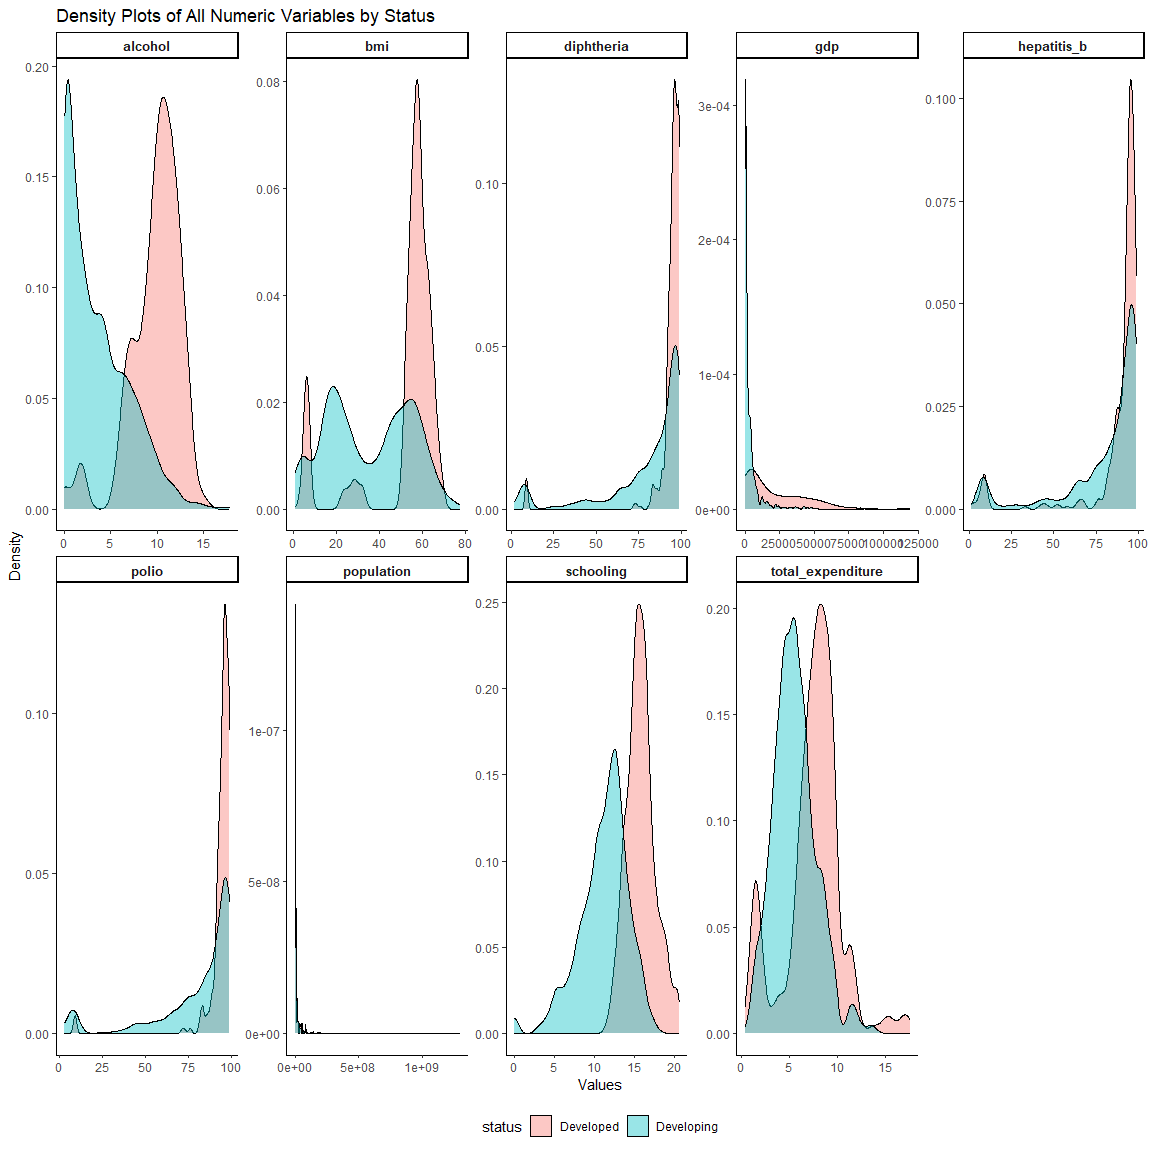 Density Plots of All Numeric Variables by Status
alcohol
bmi
diphtheria
gdp
hepatitis_b
0.20
0.15
0.10
0.05
0.00
0 5 10 15
0.08
0.06
0.04
0.02
0.00
0 20 40 60 80
0.10
0.05
0.00
0 25 50 75 100
3e-04
2e-04
1e-04
0e+00
0 25000 50000 75000 100000 125000
0.100
0.075
0.050
0.025
0.000
0 25 50 75 100
Density
polio
population
schooling
total_expenditure
0.10
0.05
0.00
0 25 50 75 100
1e-07
5e-08
0e+00
0e+00 5e+08 1e+09
0.25
0.20
0.15
0.10
0.05
0.00
0 5 10 15 20
0.20
0.15
0.10
0.05
0.00
0 5 10 15
Values
status Developed Developing